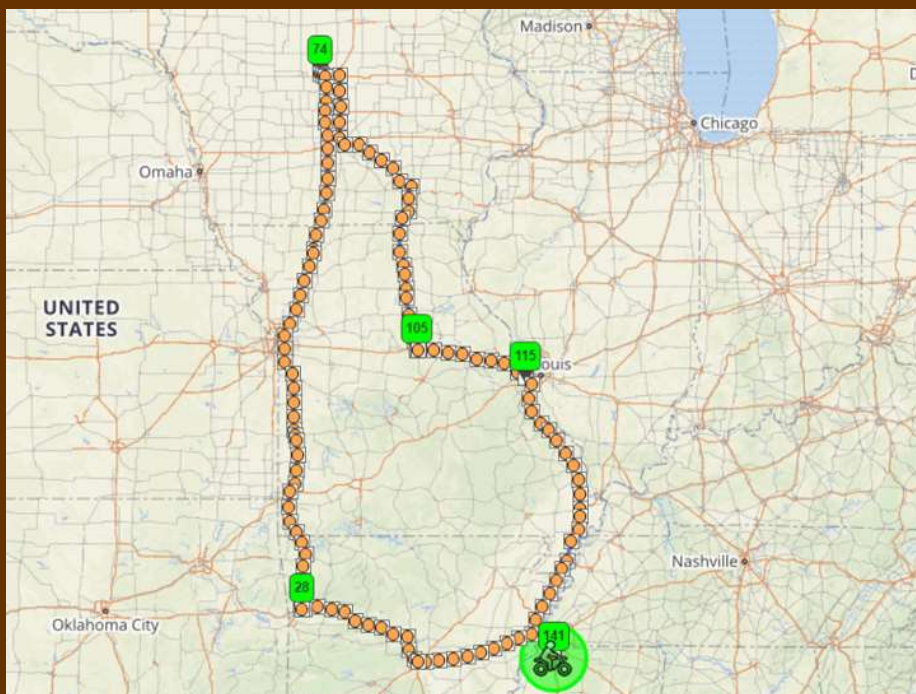 74
Madison
Chicago
Omaha
UNITED
STATES
105
115
ouis
28
Nashville
Oklahoma City
141
D